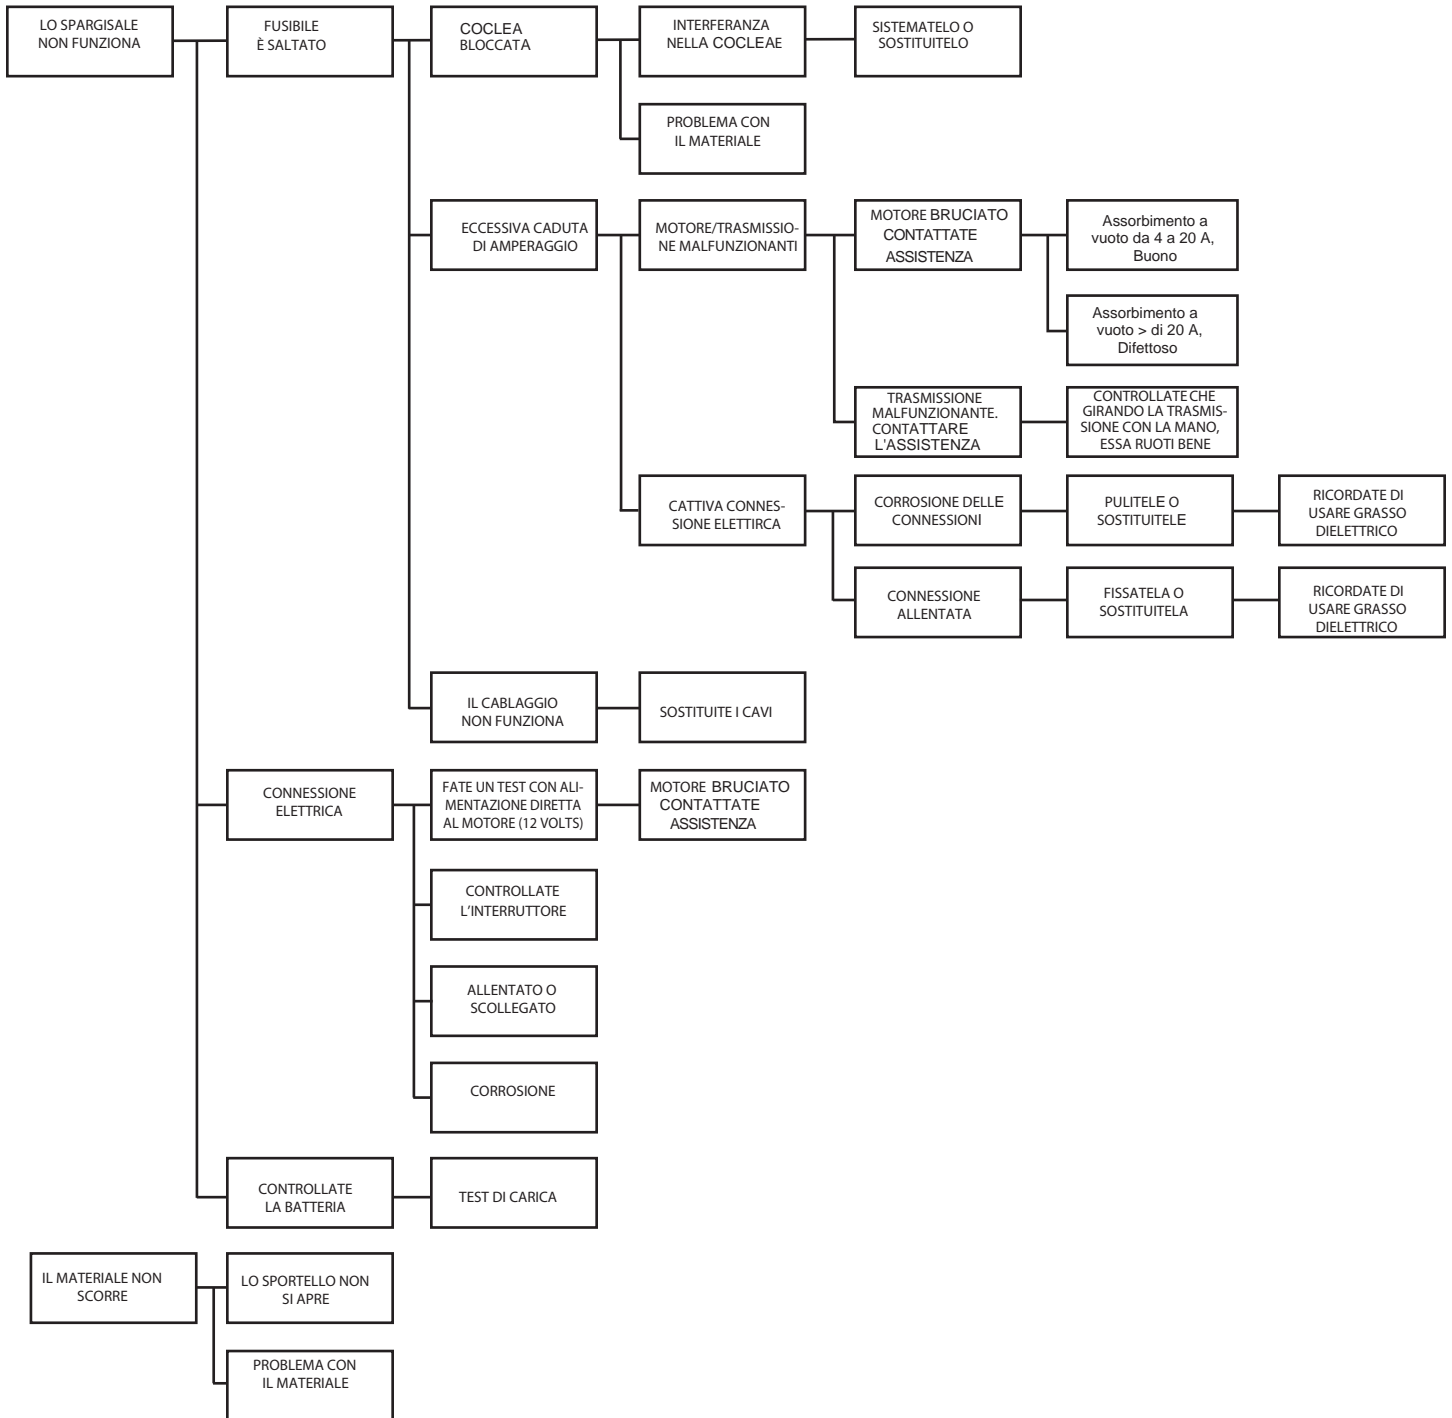 LO SPARGISALE
NON FUNZIONA
FUSIBILE
È SALTATO
COCLEA
BLOCCATA
INTERFERANZA
NELLA COCLEAE
SISTEMATELO O
SOSTITUITELO
PROBLEMA CON
IL MATERIALE
ECCESSIVA CADUTA
DI AMPERAGGIO
MOTORE/TRASMISSIO-
NE MALFUNZIONANTI
MOTORE BRUCIATO
CONTATTATE
ASSISTENZA
Assorbimento a
vuoto da 4 a 20 A,
Buono
Assorbimento a
vuoto > di 20 A,
Difettoso
TRASMISSIONE
MALFUNZIONANTE.
CONTATTARE
L'ASSISTENZA
CONTROLLATE CHE
GIRANDO LA TRASMIS-
SIONE CON LA MANO,
ESSA RUOTI BENE
CATTIVA CONNES-
SIONE ELETTIRCA
CORROSIONE DELLE
CONNESSIONI
PULITELE O
SOSTITUITELE
RICORDATE DI
USARE GRASSO
DIELETTRICO
CONNESSIONE
ALLENTATA
FISSATELA O
SOSTITUITELA
RICORDATE DI
USARE GRASSO
DIELETTRICO
IL CABLAGGIO
NON FUNZIONA
SOSTITUITE I CAVI
CONNESSIONE
ELETTRICA
FATE UN TEST CON ALI-
MENTAZIONE DIRETTA
AL MOTORE (12 VOLTS)
MOTORE BRUCIATO
CONTATTATE
ASSISTENZA
CONTROLLATE
L’INTERRUTTORE
ALLENTATO O
SCOLLEGATO
CORROSIONE
CONTROLLATE
LA BATTERIA
TEST DI CARICA
IL MATERIALE NON
SCORRE
LO SPORTELLO NON
SI APRE
PROBLEMA CON
IL MATERIALE